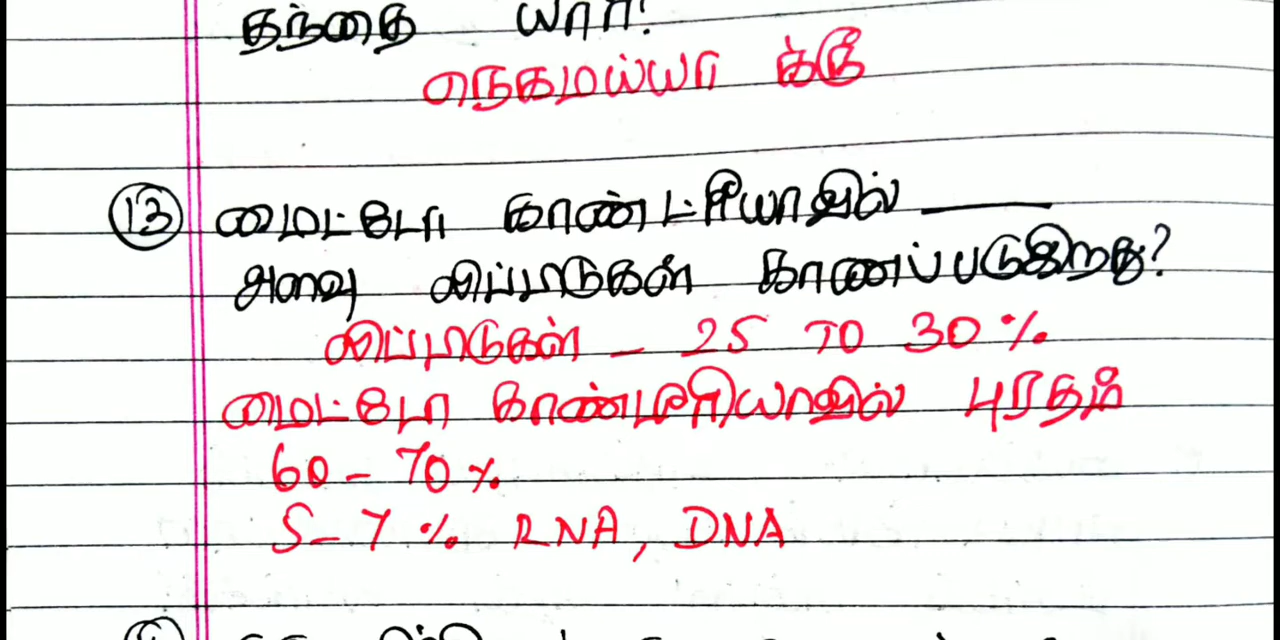 தந்தை யார்?
நெகமய்யா க்ரு
13 மைட்டோ காண்ட்ரியாவில் ______
அளவு லிப்பாடுகள் காணப்படுகிறது?
லிப்பாடுகள் – 25 TO 30 %
மைட்டோ காண்ட்ரியாவில் புரதம்
60 – 70 %
5 – 7 % RNA, DNA